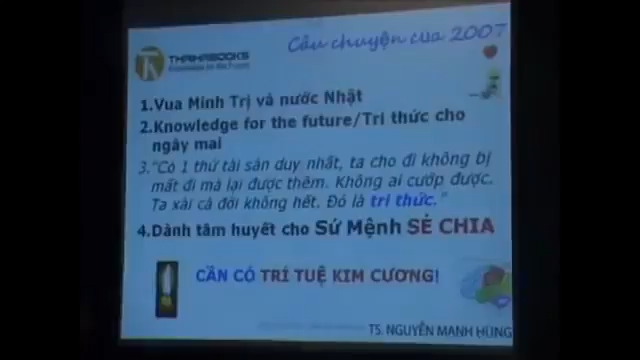 Câu chuyện của 2007
THAIHABOOKS
Knowledge for the Future
1.Vua Minh Trị và nước Nhật
2.Knowledge for the future/Tri thức cho
ngày mai
3."Có 1 thứ tài sản duy nhất, ta cho đi không bị
mất đi mà lại được thêm. Không ai cướp được.
Ta xài cả đời không hết. Đó là tri thức."
4.Dành tâm huyết cho Sứ Mệnh SẺ CHIA
CẦN CÓ TRÍ TUỆ KIM CƯƠNG!
TS. NGUYỄN MẠNH HÙNG